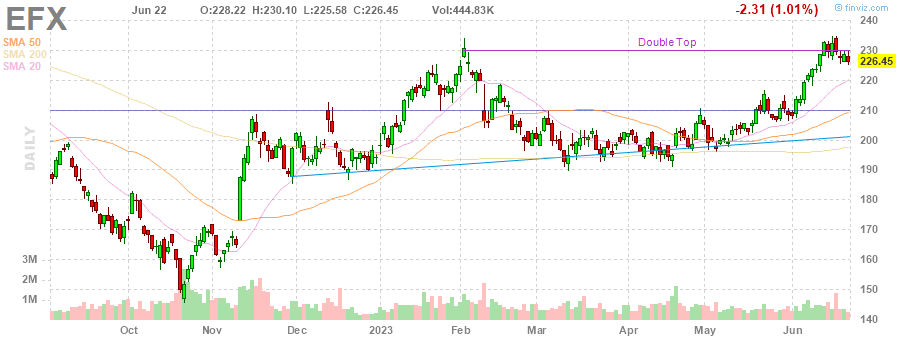 EFX Jun 22 O:228.22 H:230.10 L:225.58 C:226.45 Vol:444.83K -2.31 (1.01%) © finviz.com
SMA 50
SMA 200
SMA 20
DAILY
Double Top
240
230
226.45
220
210
200
190
180
170
160
150
140
3M
2M
1M
Oct Nov Dec 2023 Feb Mar Apr May Jun